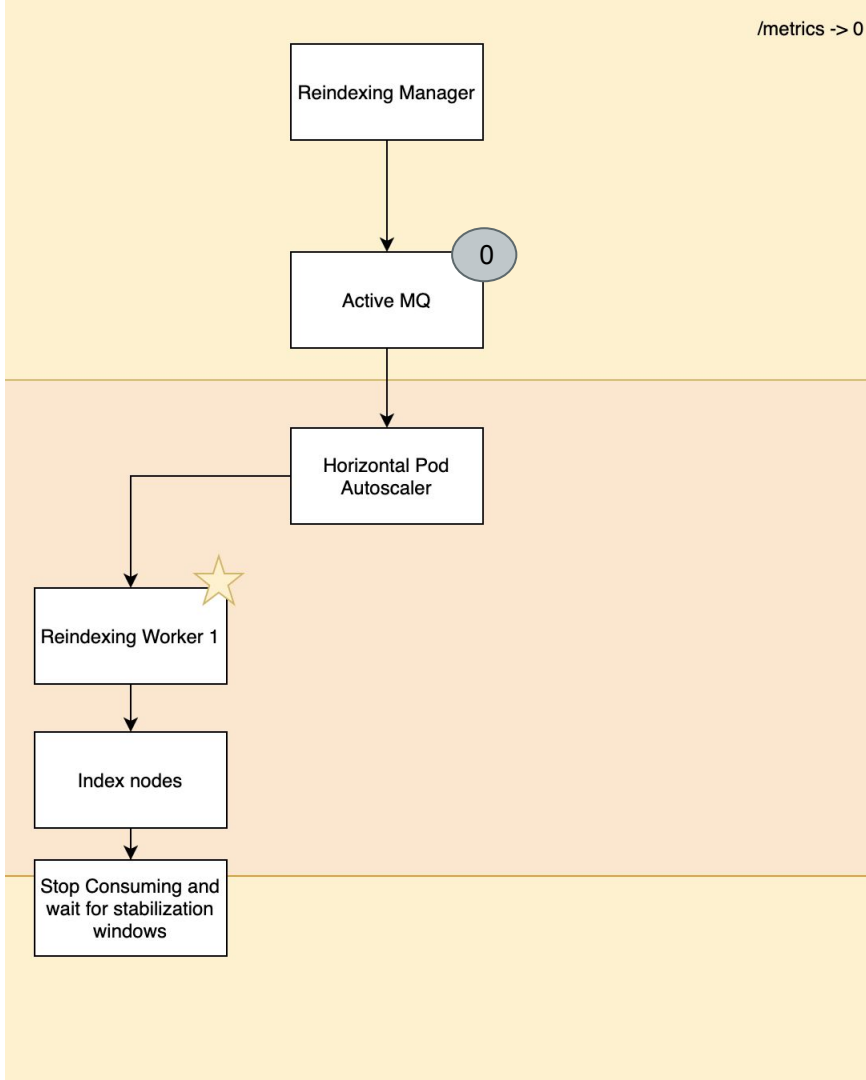 /metrics -> 0
Reindexing Manager
0
Active MQ
Horizontal Pod
Autoscaler
Reindexing Worker 1
Index nodes
Stop Consuming and
wait for stabilization
windows